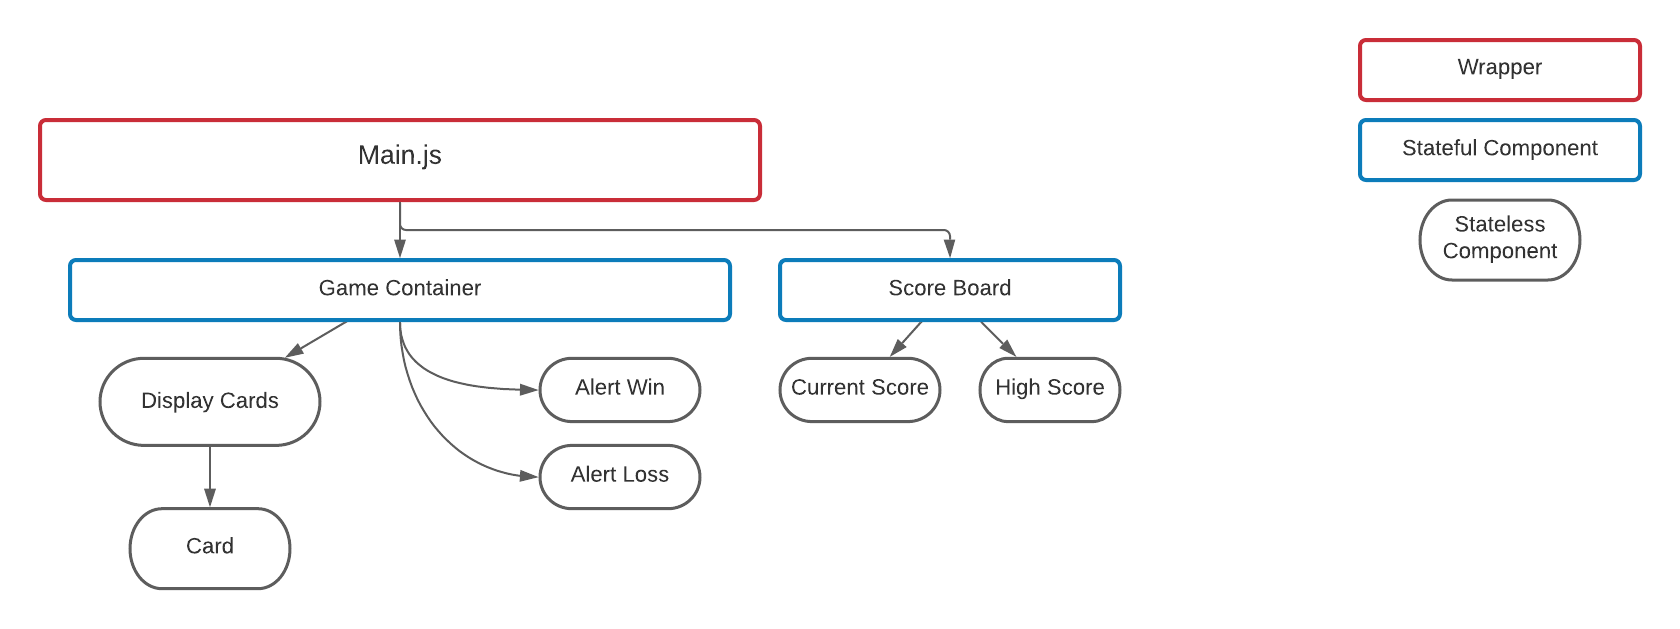 Wrapper
Main.js
Stateful Component
Stateless
Component
Game Container
Score Board
Display Cards
Alert Win
Current Score
High Score
Alert Loss
Card